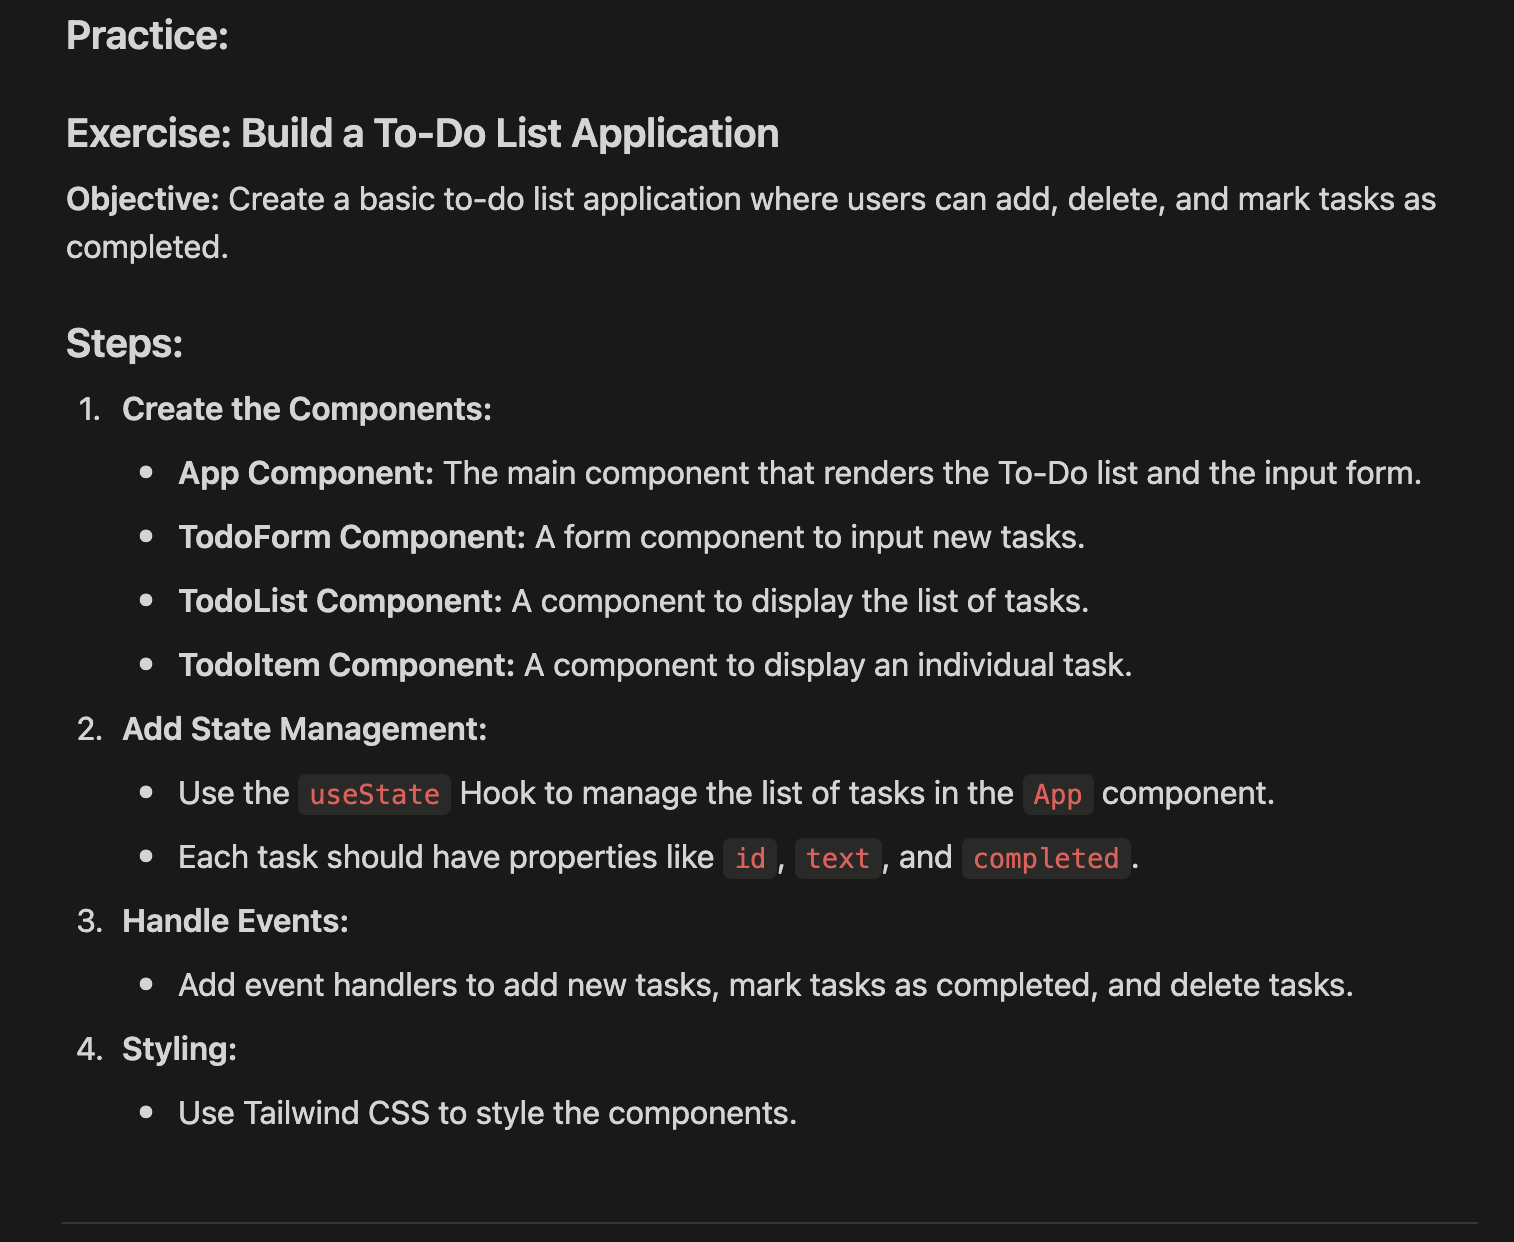 Practice:
Exercise: Build a To-Do List Application
Objective: Create a basic to-do list application where users can add, delete, and mark tasks as
completed.
Steps:
1. Create the Components:
• App Component: The main component that renders the To-Do list and the input form.
• TodoForm Component: A form component to input new tasks.
• TodoList Component: A component to display the list of tasks.
• TodoItem Component: A component to display an individual task.
2. Add State Management:
• Use the useState Hook to manage the list of tasks in the App component.
• Each task should have properties like id, text, and completed.
3. Handle Events:
• Add event handlers to add new tasks, mark tasks as completed, and delete tasks.
4. Styling:
• Use Tailwind CSS to style the components.